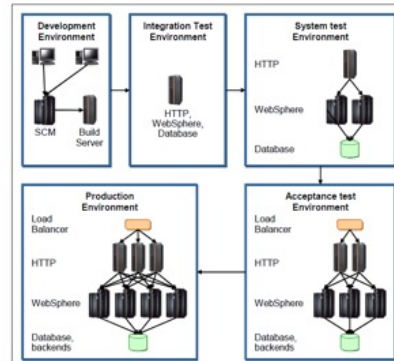 Development
Environment
SCM
Build
Server
Integration Test
Environment
HTTP,
WebSphere,
Database
System test
Environment
HTTP
WebSphere
Database
Production
Environment
Load
Balancer
HTTP
WebSphere
Database,
backends
Acceptance test
Environment
Load
Balancer
HTTP
WebSphere
Database,
backends